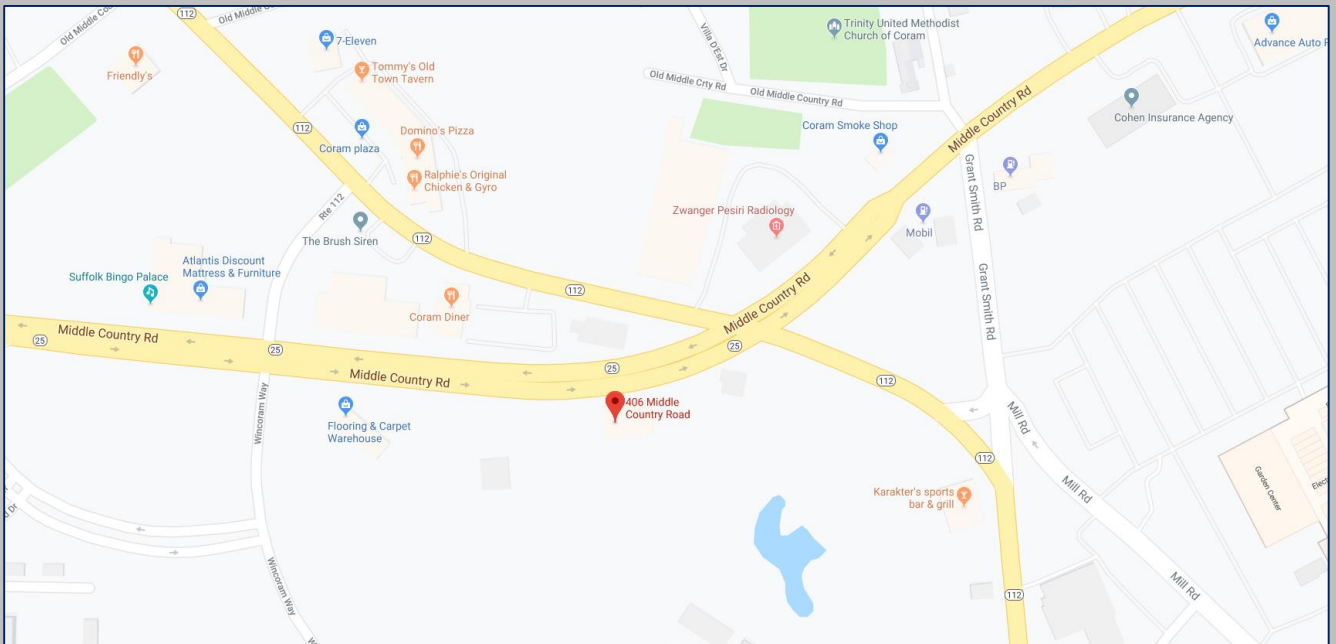 Old Middle Cou
112
Old Middle C
7-Eleven
Trinity United Methodist
Church of Coram
Advance Auto P
Friendly's
Tommy's Old
Town Tavern
Villa D'Est Dr
Old Middle Crty Rd
Old Middle Country Rd
Middle Country Rd
Cohen Insurance Agency
112
Coram plaza
Domino's Pizza
Coram Smoke Shop
Ralphie's Original
Chicken & Gyro
Grant Smith Rd
BP
Rte 112
Zwanger Pesiri Radiology
Mobil
The Brush Siren
112
Atlantis Discount
Mattress & Furniture
Suffolk Bingo Palace
Grant Smith Rd
112
Coram Diner
Middle Country Rd
Middle Country Rd
25
25
25
25
Middle Country Rd
112
406 Middle
Country Road
Wincoram Way
Flooring & Carpet
Warehouse
Mill Rd
112
Karakter's sports
bar & grill
Mill Rd
Garden Center
Elect
Dr
Wincoram Way
W
112
Mill Rd